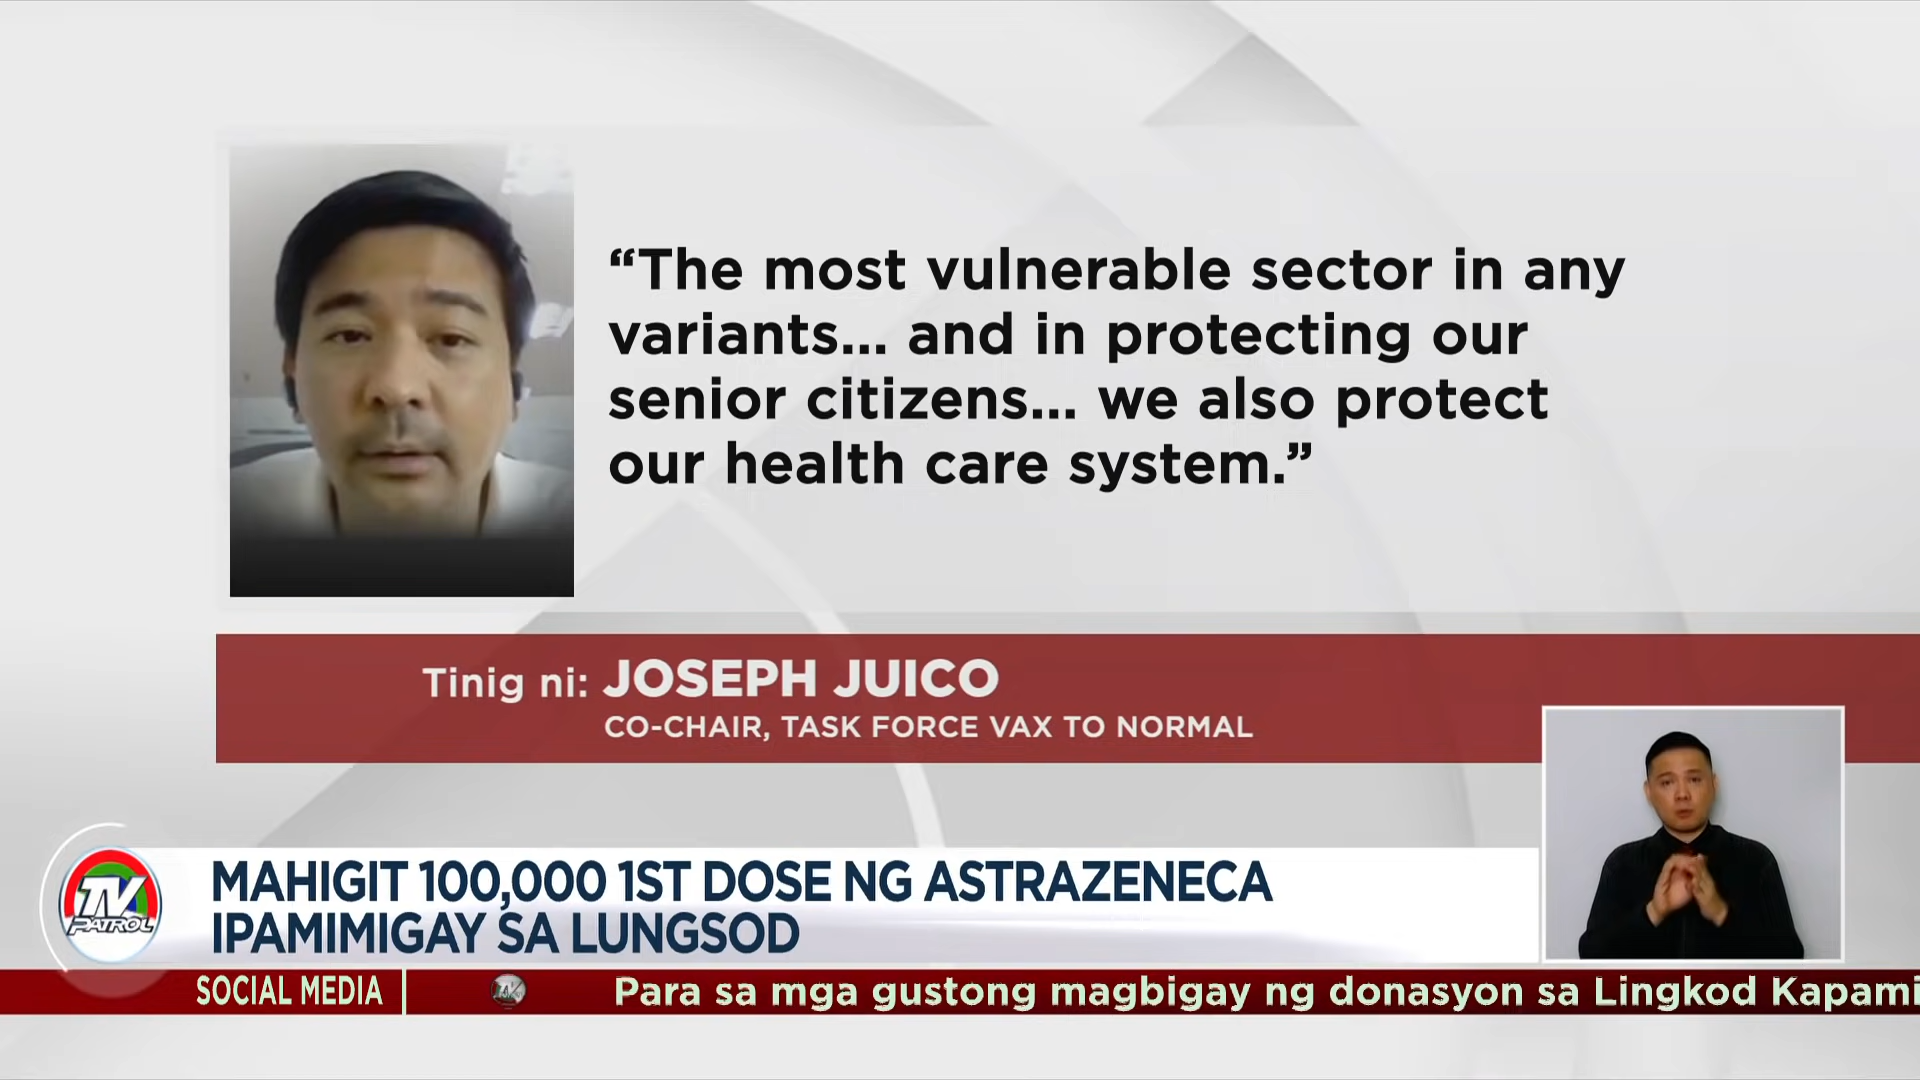 “The most vulnerable sector in any
variants... and in protecting our
senior citizens... we also protect
our health care system.”
Tinig ni: JOSEPH JUICO
CO-CHAIR, TASK FORCE VAX TO NORMAL
TV PATROL
MAHIGIT 100,000 1ST DOSE NG ASTRAZENECA
IPAMIMIGAY SA LUNGSOD
SOCIAL MEDIA
Para sa mga gustong magbigay ng donasyon sa Lingkod Kapami